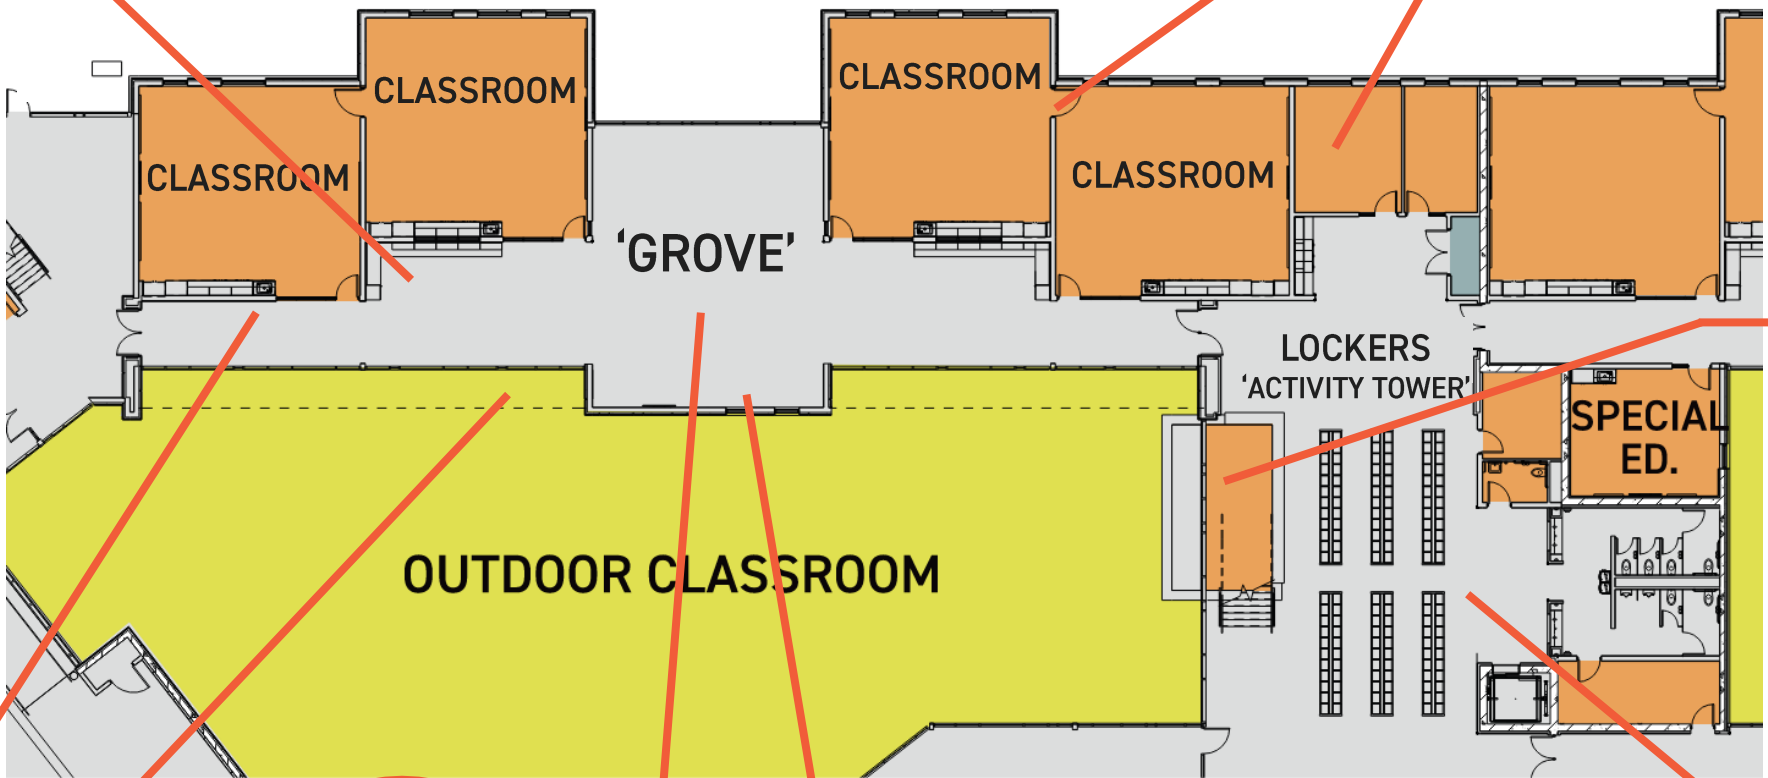 CLASSROOM
CLASSROOM
CLASSROOM
CLASSROOM
‘GROVE’
LOCKERS
‘ACTIVITY TOWER’
SPECIAL
ED.
OUTDOOR CLASSROOM